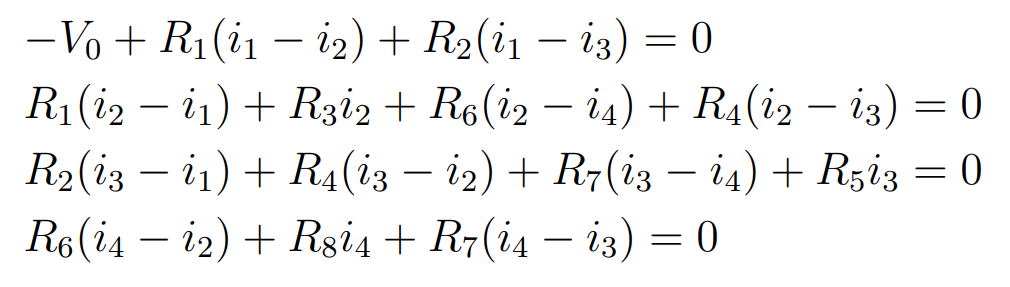 −V₀ + R₁(i₁ − i₂) + R₂(i₁ − i₃) = 0
R₁(i₂ − i₁) + R₃i₂ + R₆(i₂ − i₄) + R₄(i₂ − i₃) = 0
R₂(i₃ − i₁) + R₄(i₃ − i₂) + R₇(i₃ − i₄) + R₅i₃ = 0
R₆(i₄ − i₂) + R₈i₄ + R₇(i₄ − i₃) = 0